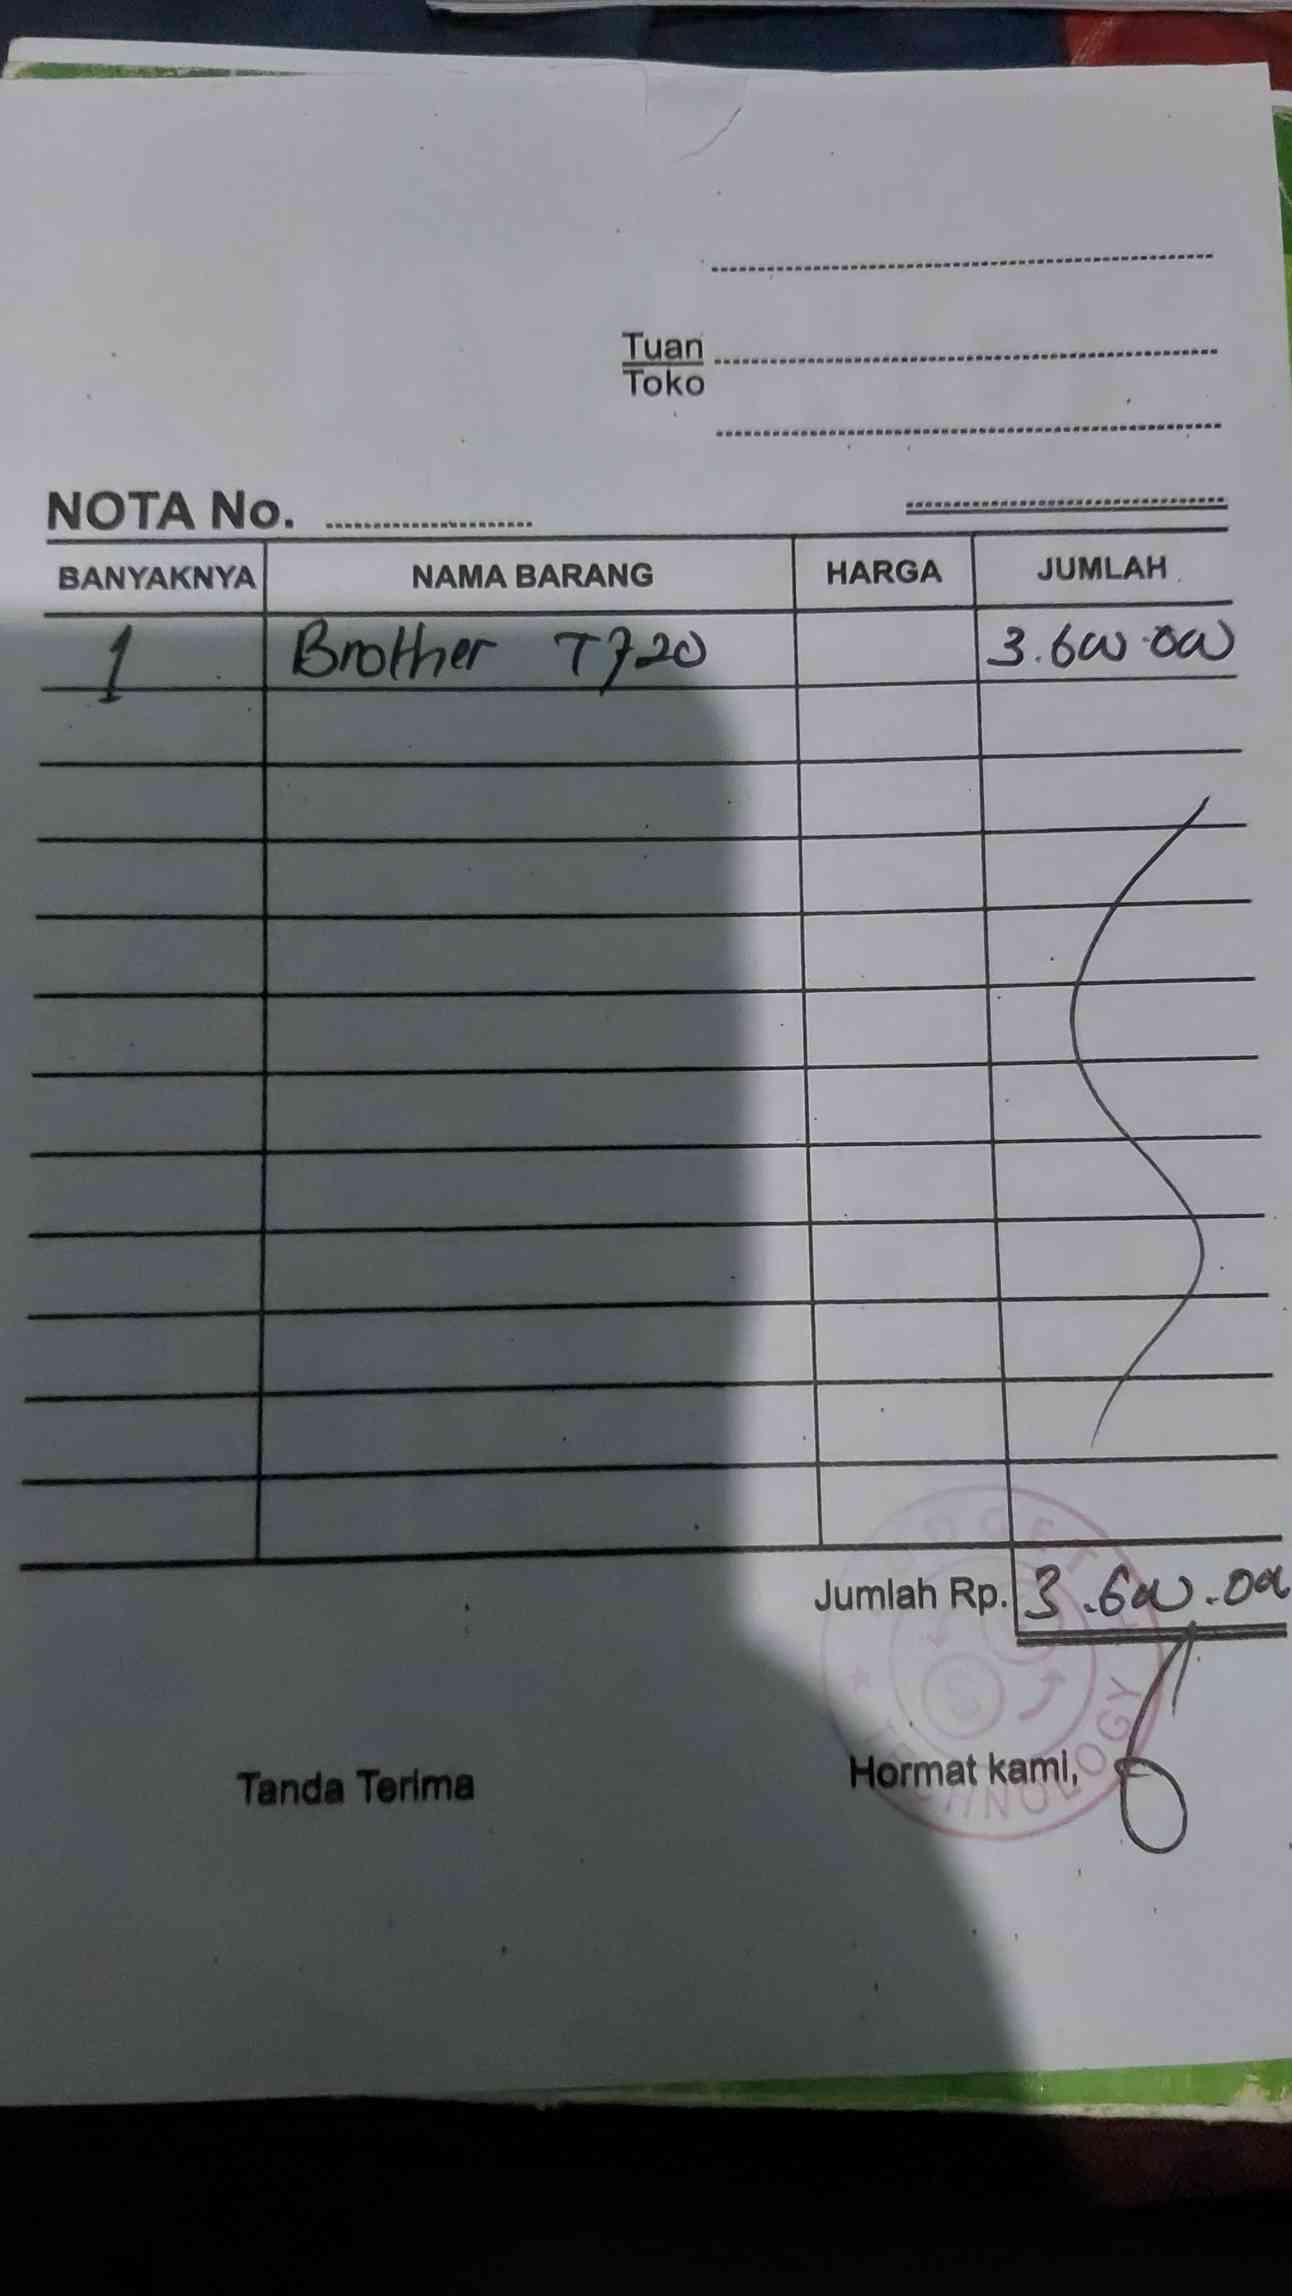 Tuan
Toko
NOTA No.
BANYAKNYA NAMA BARANG HARGA JUMLAH
1 Brother T720 3.600.000
Jumlah Rp. 3.600.000
Tanda Terima Hormat kami,
TECHNOLOGY